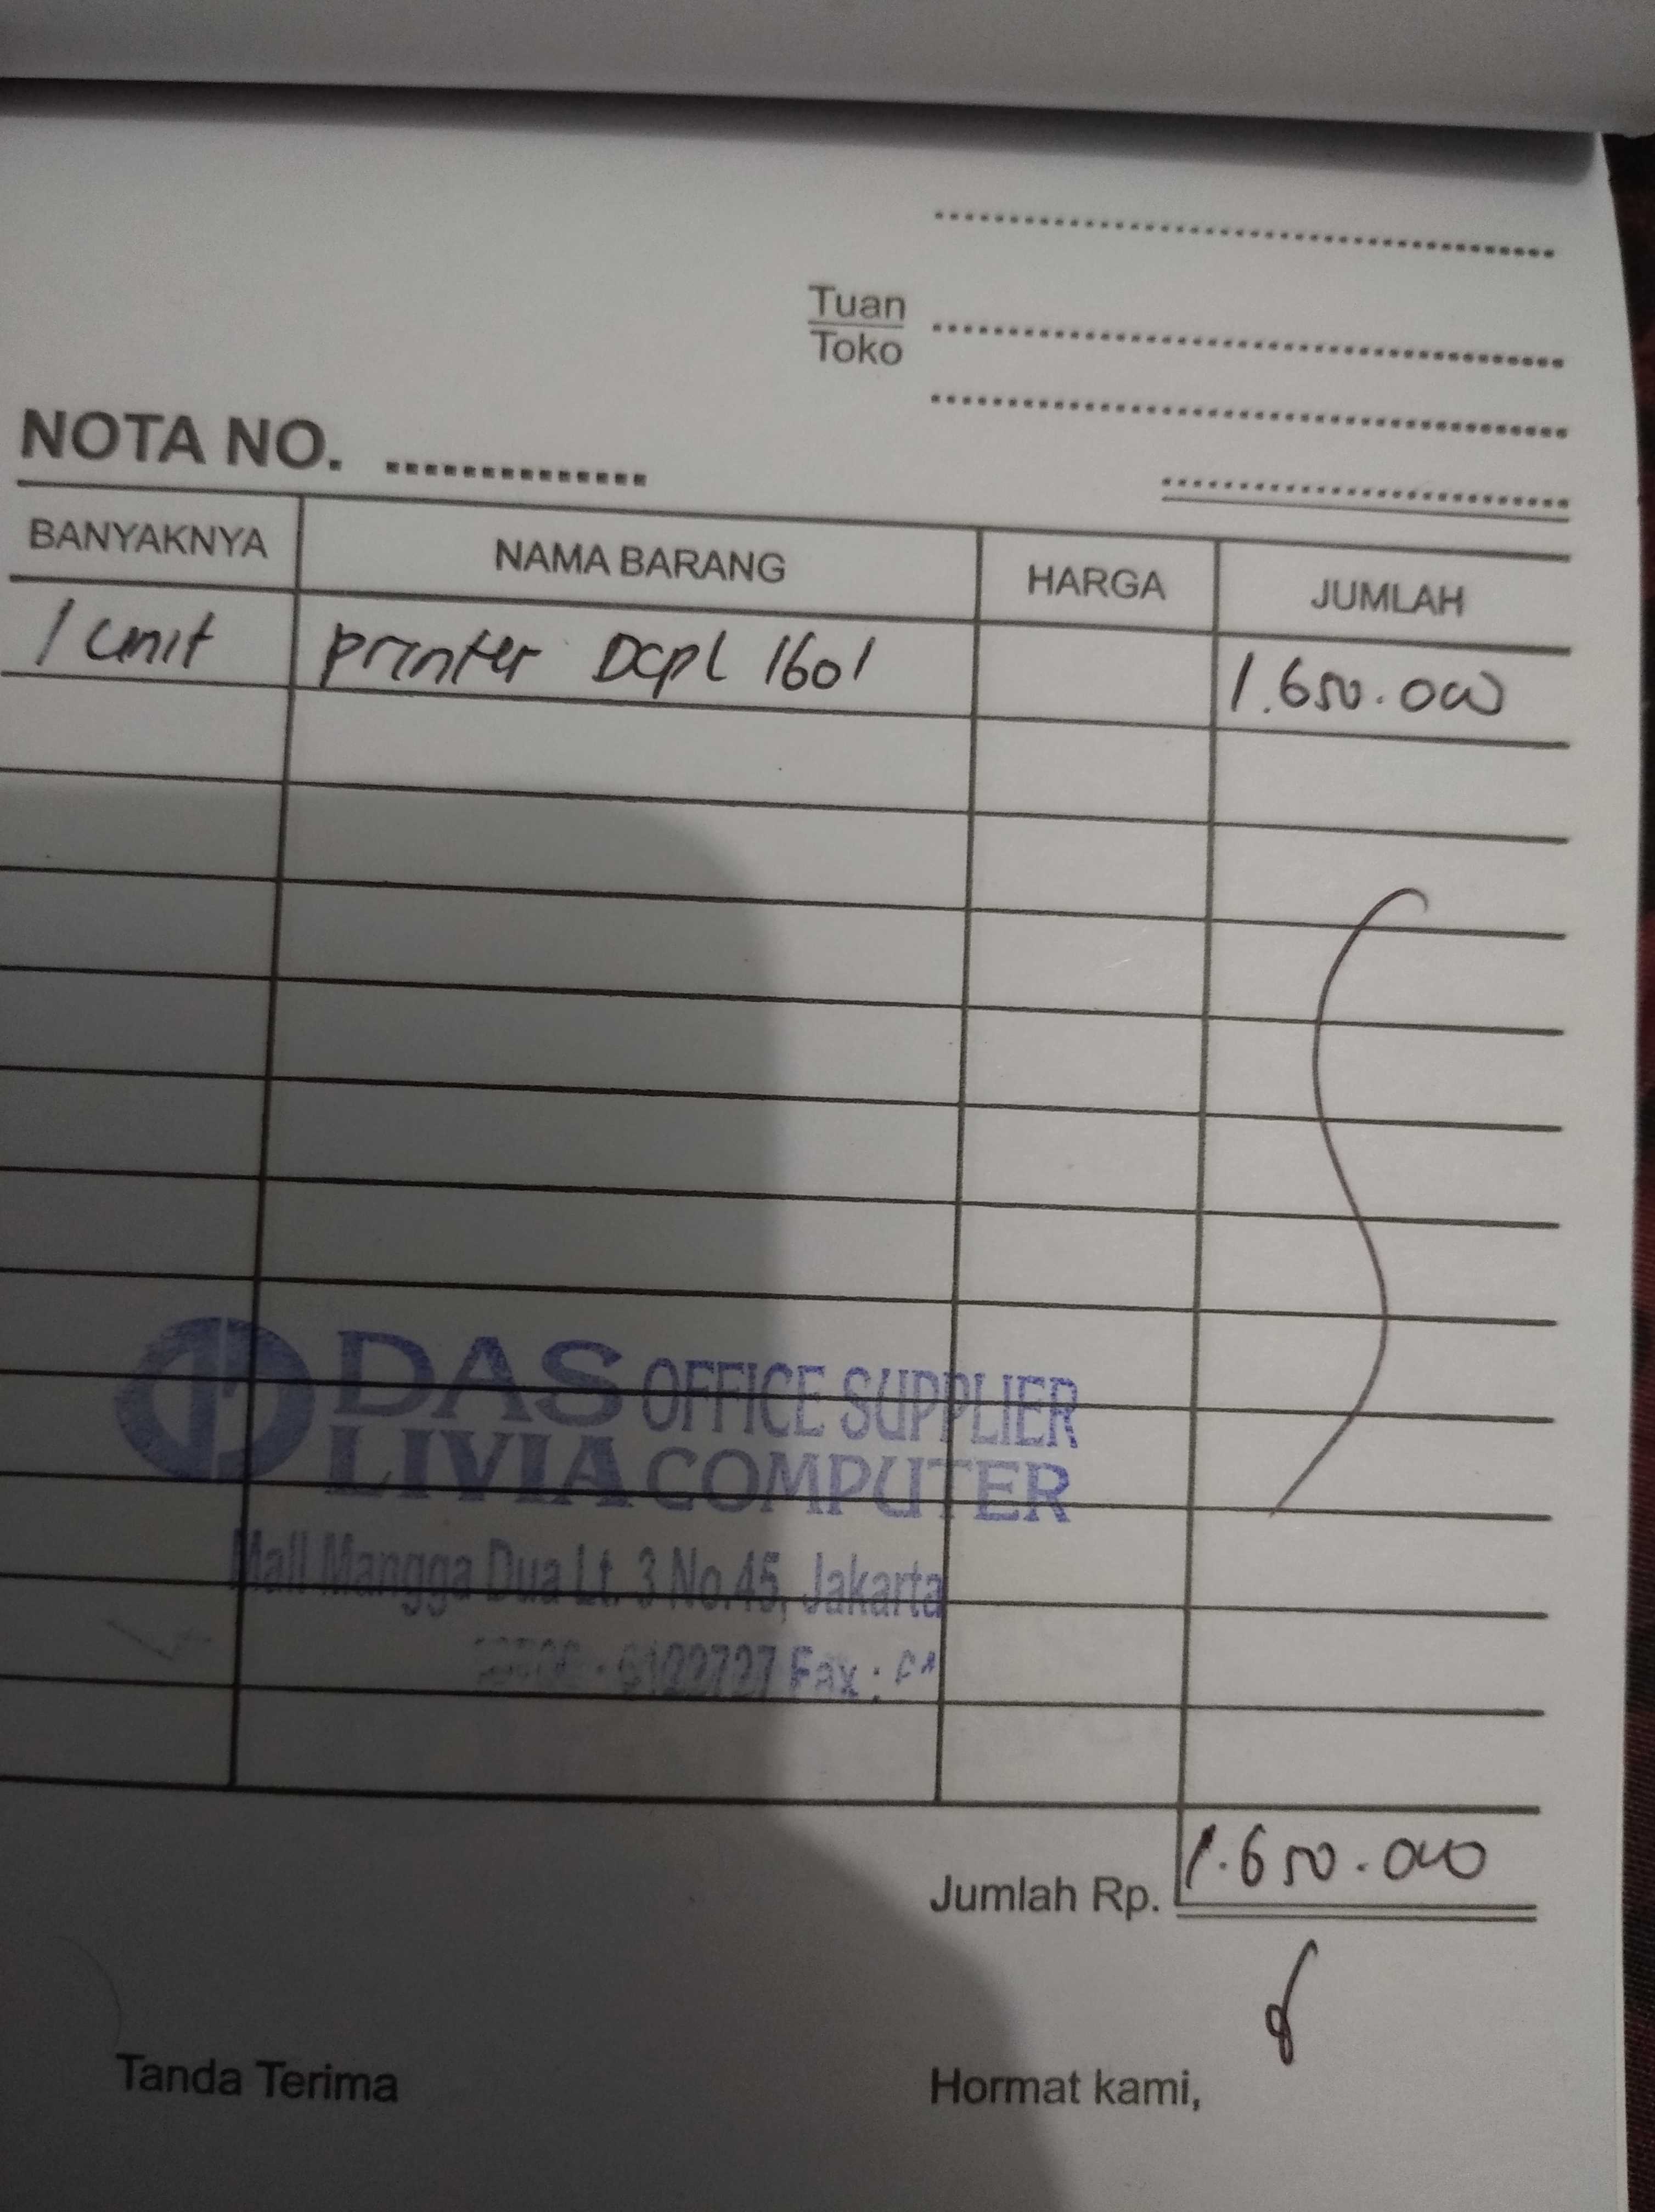 Tuan
Toko
NOTA NO.
BANYAKNYA NAMA BARANG HARGA JUMLAH
1 unit printer Dcpl 1601 1.650.000
DAS OFFICE SUPPLIER
LIVIA COMPUTER
Mall Mangga Dua Lt. 3 No.45, Jakarta
6122727 Fax :
Jumlah Rp. 1.650.000
Tanda Terima Hormat kami,